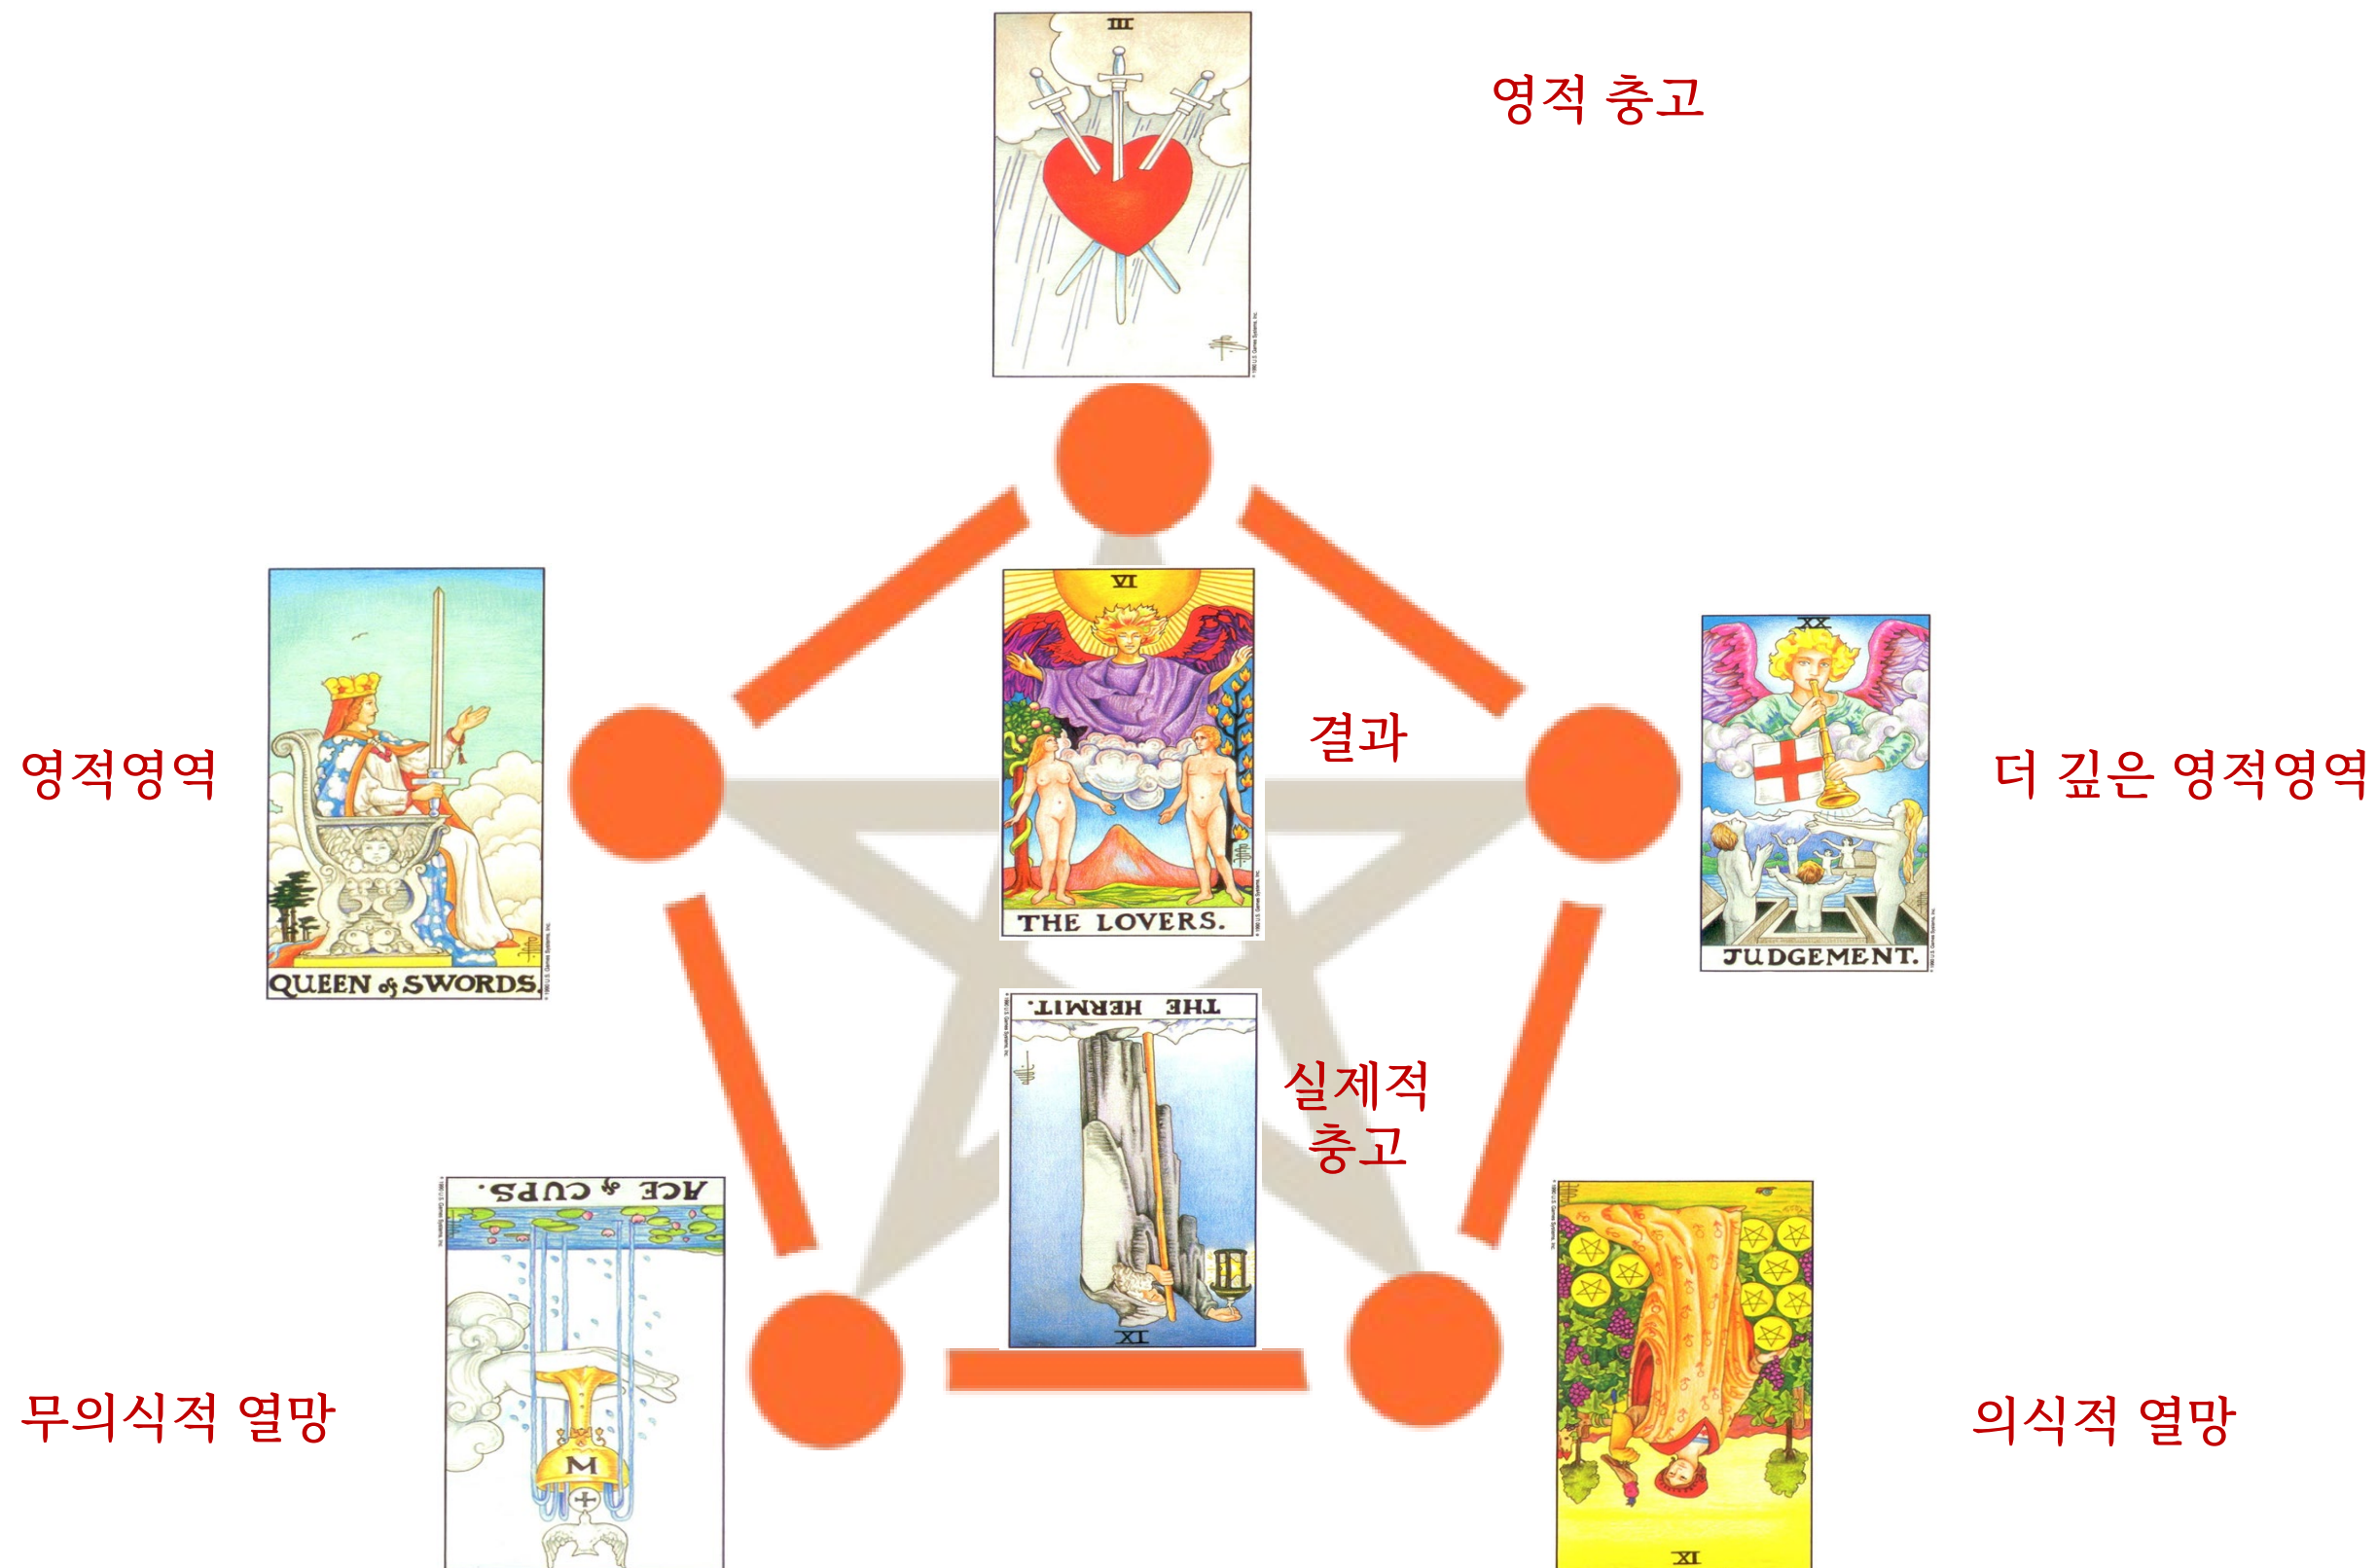 III
영적 충고
VI
XX
결과
영적영역
더 깊은 영적영역
THE LOVERS.
JUDGEMENT.
QUEEN of SWORDS.
THE HERMIT.
실제적
충고
ACE of CUPS.
IX
무의식적 열망
의식적 열망
M
IX